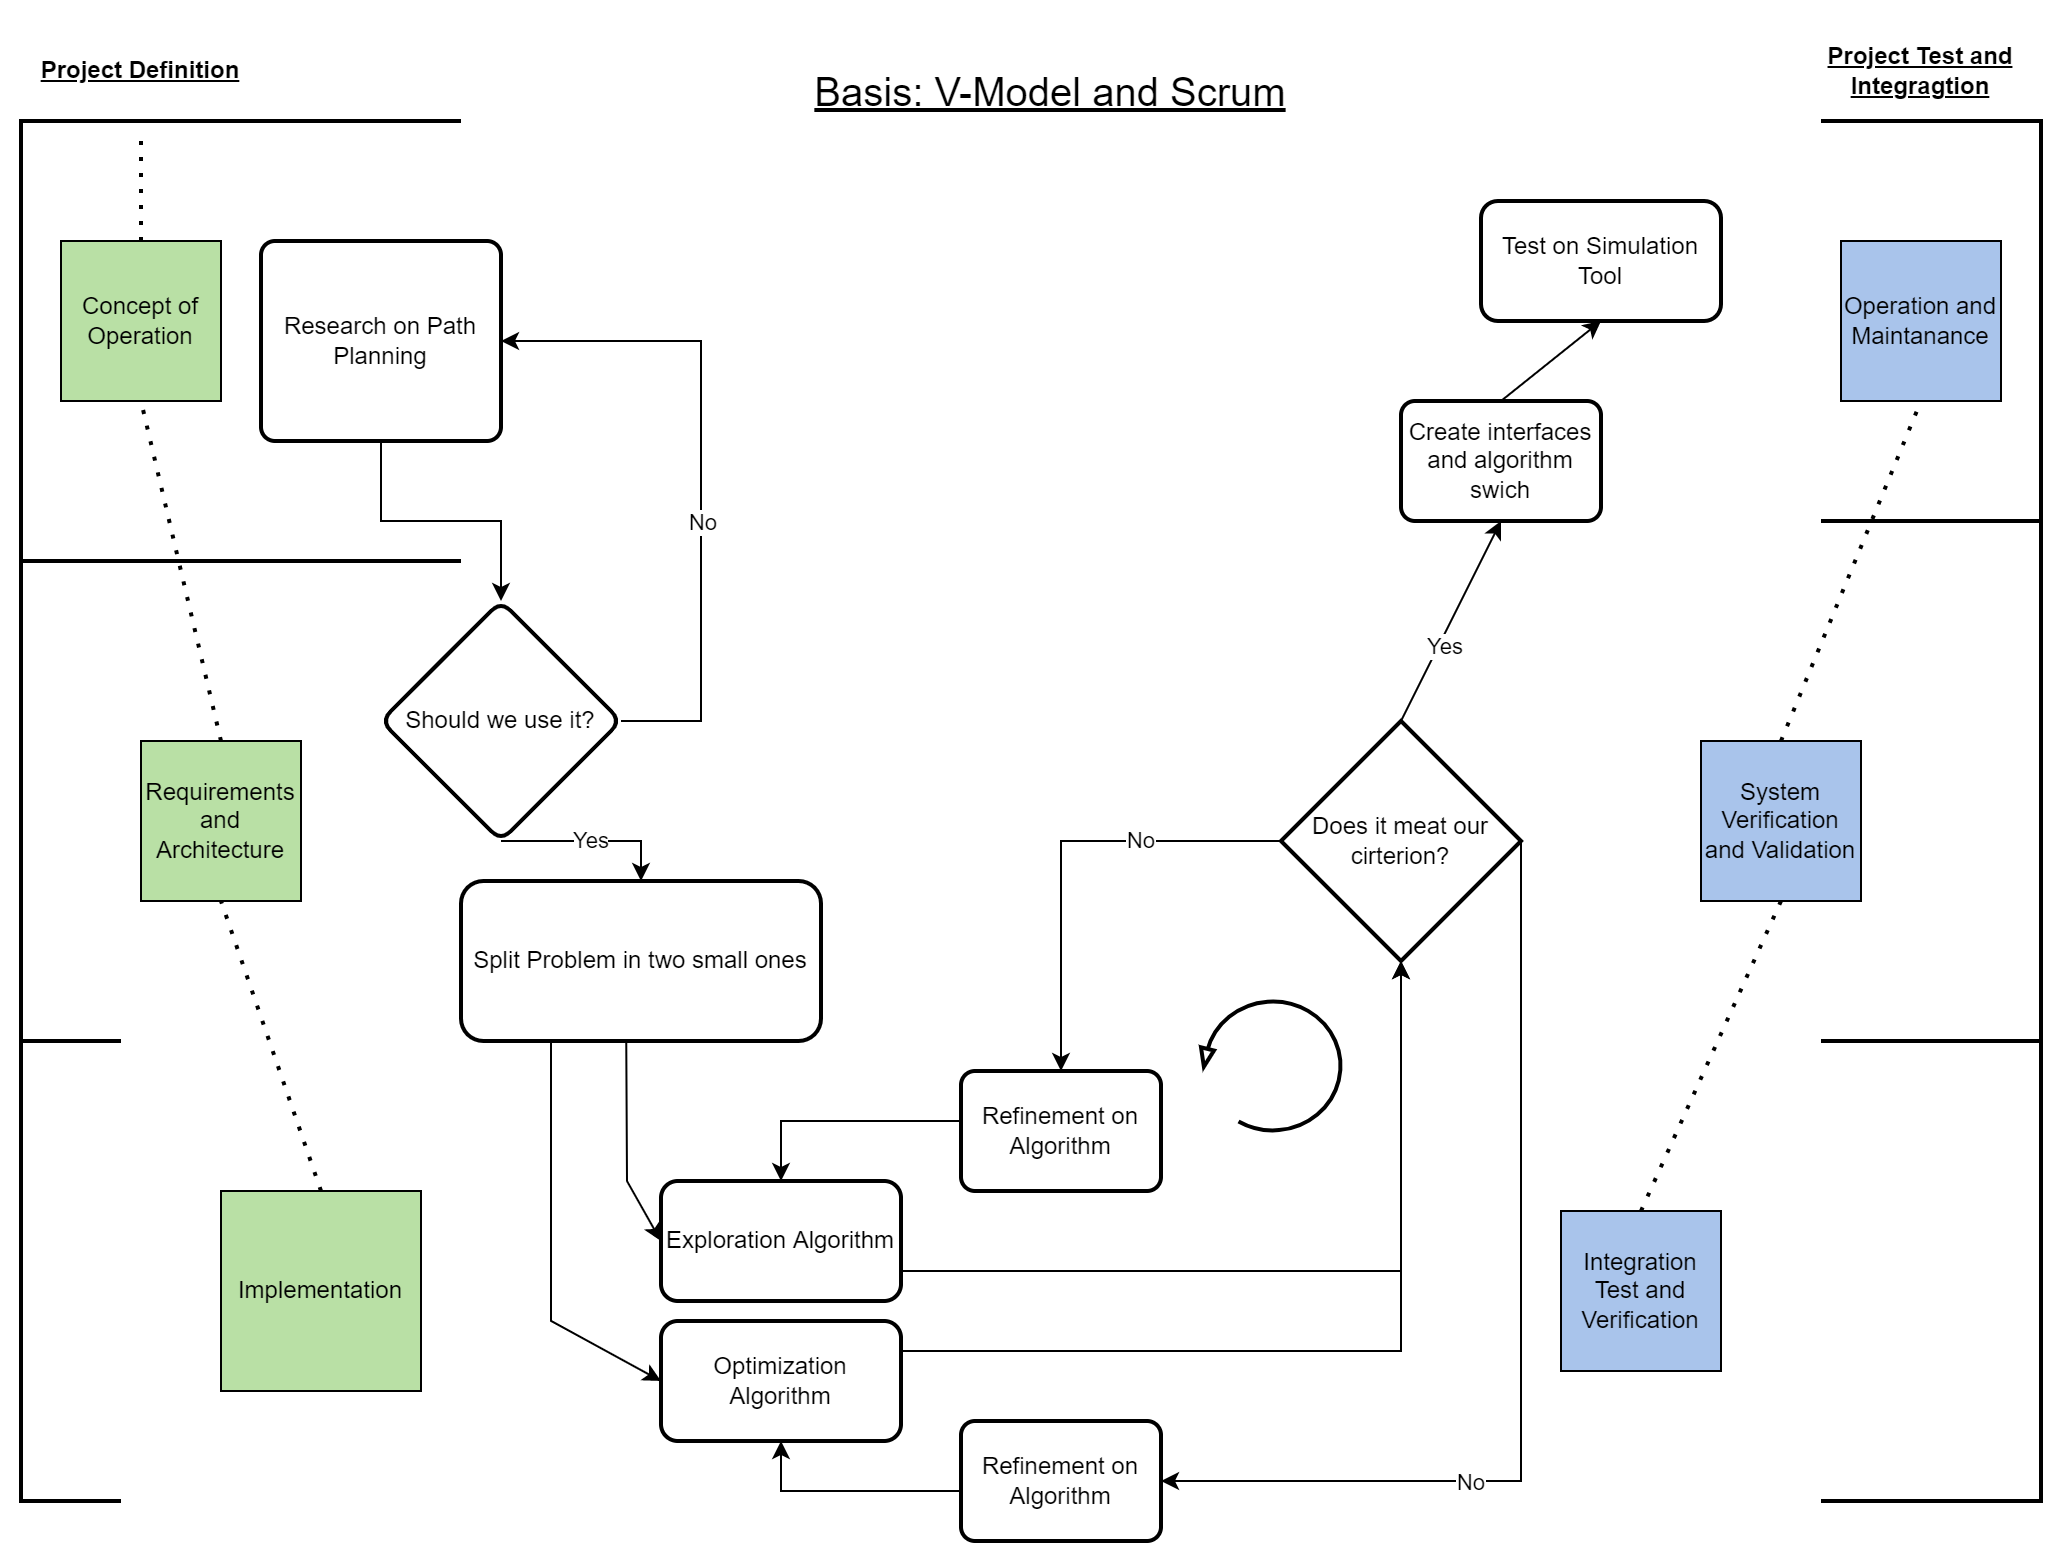 Project Definition
Basis: V-Model and Scrum
Project Test and
Integragtion
Concept of
Operation
Research on Path
Planning
Test on Simulation
Tool
Operation and
Maintanance
Create interfaces
and algorithm
swich
No
Yes
Should we use it?
Requirements
and
Architecture
Yes
No
Does it meat our
cirterion?
System
Verification
and Validation
Split Problem in two small ones
Refinement on
Algorithm
Exploration Algorithm
Implementation
Integration
Test and
Verification
Optimization
Algorithm
Refinement on
Algorithm
No